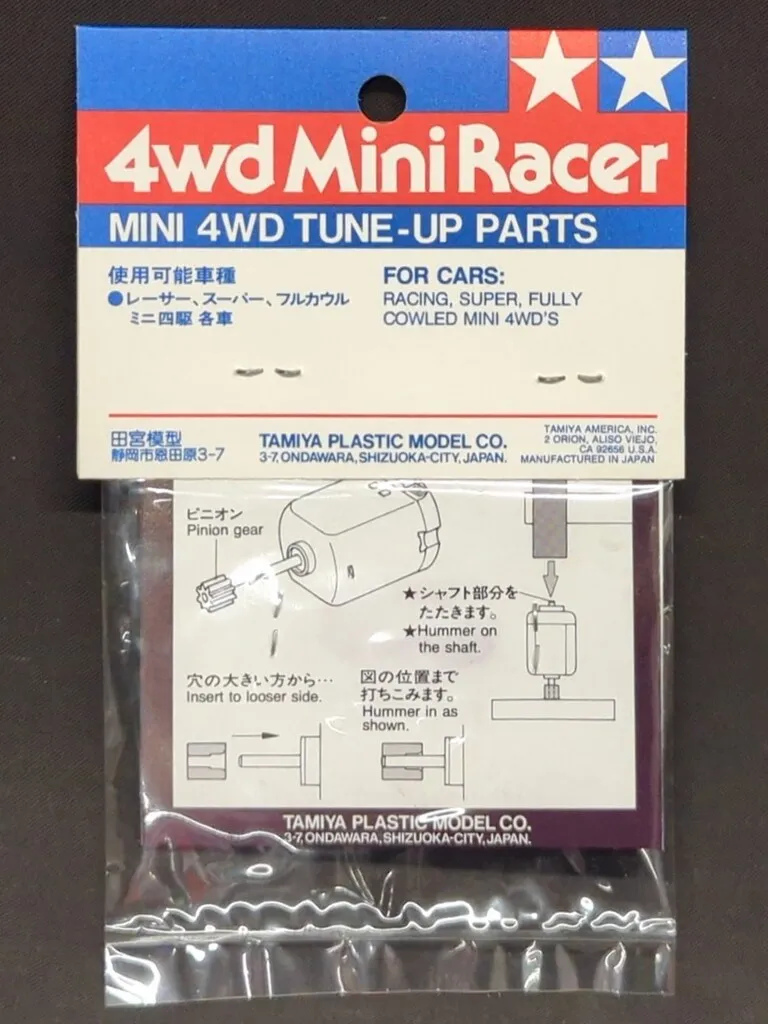 4wd Mini Racer
MINI 4WD TUNE-UP PARTS
使用可能車種
●レーサー、スーパー、フルカウル
ミニ四駆 各車
FOR CARS:
RACING, SUPER, FULLY
COWLED MINI 4WD'S
田宮模型
静岡市恩田原3-7
TAMIYA PLASTIC MODEL CO.
3-7, ONDAWARA, SHIZUOKA-CITY, JAPAN.
TAMIYA AMERICA, INC.
2 ORION, ALISO VIEJO,
CA 92656 U.S.A.
MANUFACTURED IN JAPAN
ピニオン
Pinion gear
★シャフト部分を
たたきます。
★Hummer on
the shaft.
穴の大きい方から…
Insert to looser side.
図の位置まで
打ちこみます。
Hummer in as
shown.
TAMIYA PLASTIC MODEL CO.
3-7, ONDAWARA, SHIZUOKA-CITY, JAPAN.